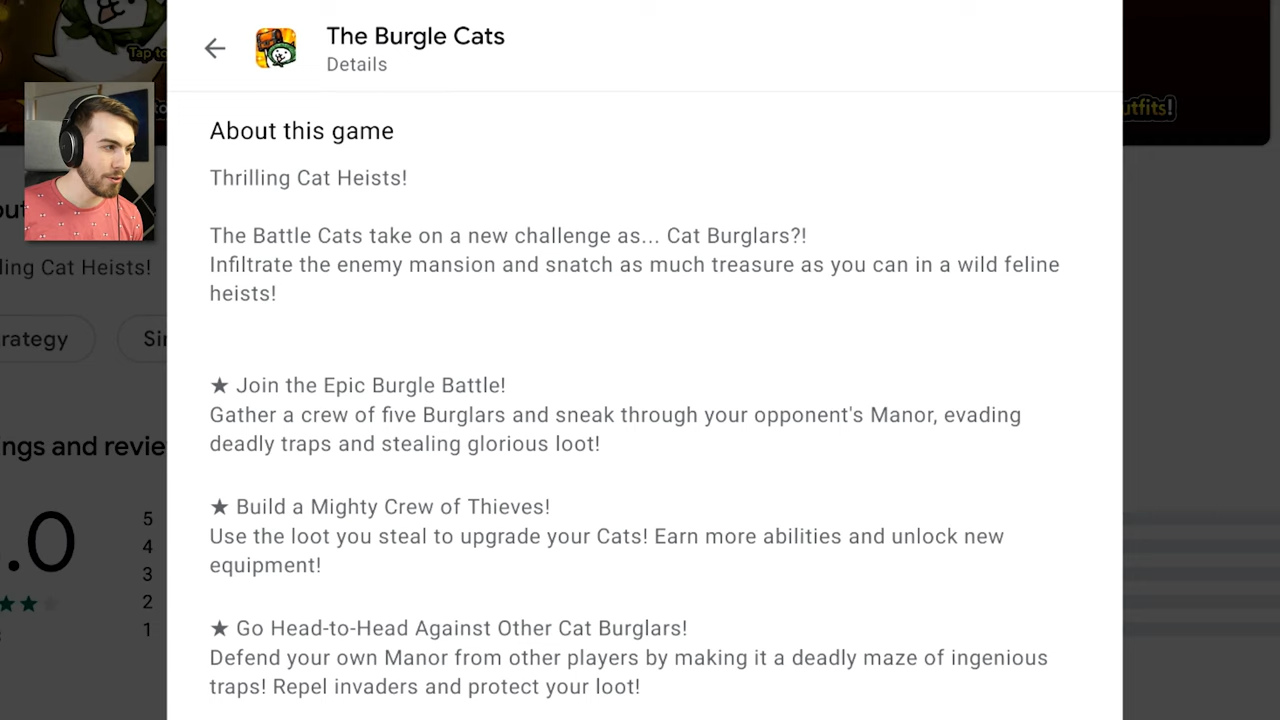 Tap to
The Burgle Cats
Details
utfits!
About this game
Thrilling Cat Heists!
ling Cat Heists!
The Battle Cats take on a new challenge as... Cat Burglars?!
Infiltrate the enemy mansion and snatch as much treasure as you can in a wild feline
heists!
rategy
Sir
★ Join the Epic Burgle Battle!
Gather a crew of five Burglars and sneak through your opponent's Manor, evading
deadly traps and stealing glorious loot!
ngs and revie
★ Build a Mighty Crew of Thieves!
Use the loot you steal to upgrade your Cats! Earn more abilities and unlock new
equipment!
.0
5
4
3
2
1
★ Go Head-to-Head Against Other Cat Burglars!
Defend your own Manor from other players by making it a deadly maze of ingenious
traps! Repel invaders and protect your loot!